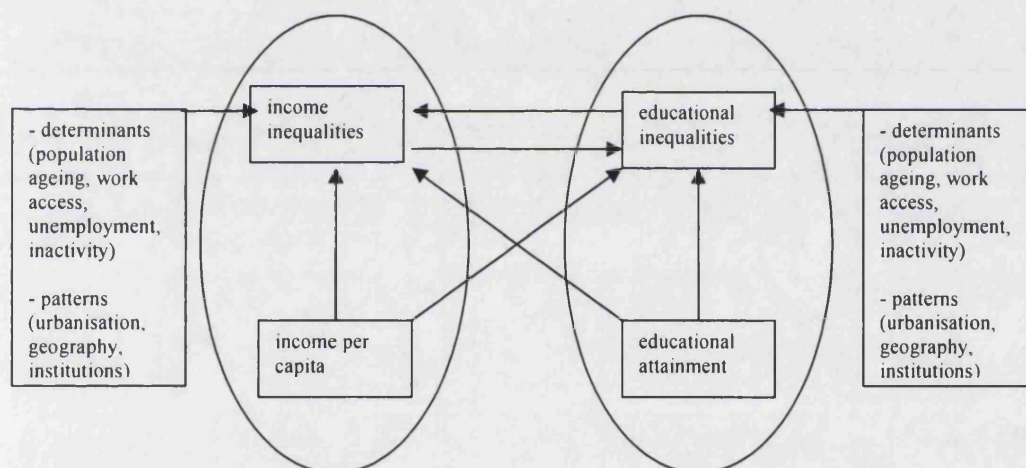 - determinants
(population
ageing, work
access,
unemployment,
inactivity)
- patterns
(urbanisation,
geography,
institutions)
income
inequalities
income per
capita
educational
inequalities
educational
attainment
- determinants
(population
ageing, work
access,
unemployment,
inactivity)
- patterns
(urbanisation,
geography,
institutions)